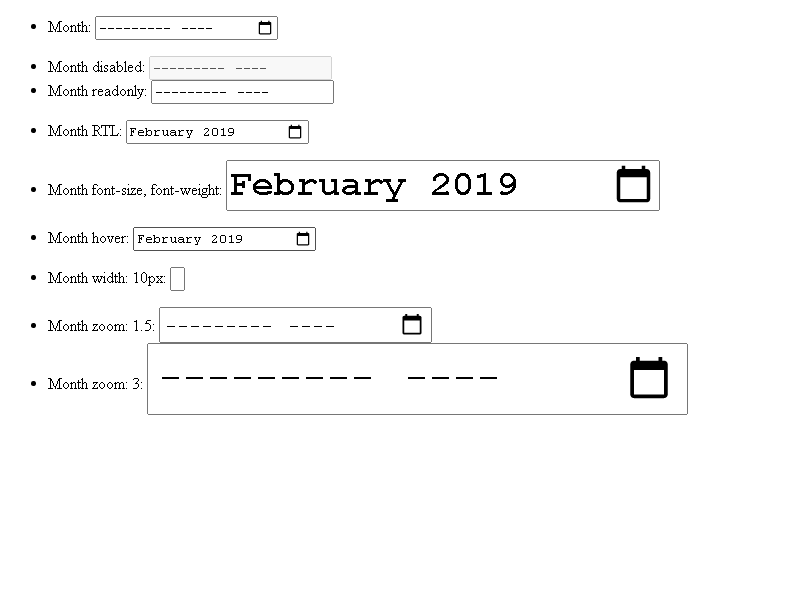 Month: --------- ----
Month disabled: --------- ----
Month readonly: --------- ----
Month RTL: February 2019
Month font-size, font-weight: February 2019
Month hover: February 2019
Month width: 10px:
Month zoom: 1.5: --------- ----
Month zoom: 3: --------- ----